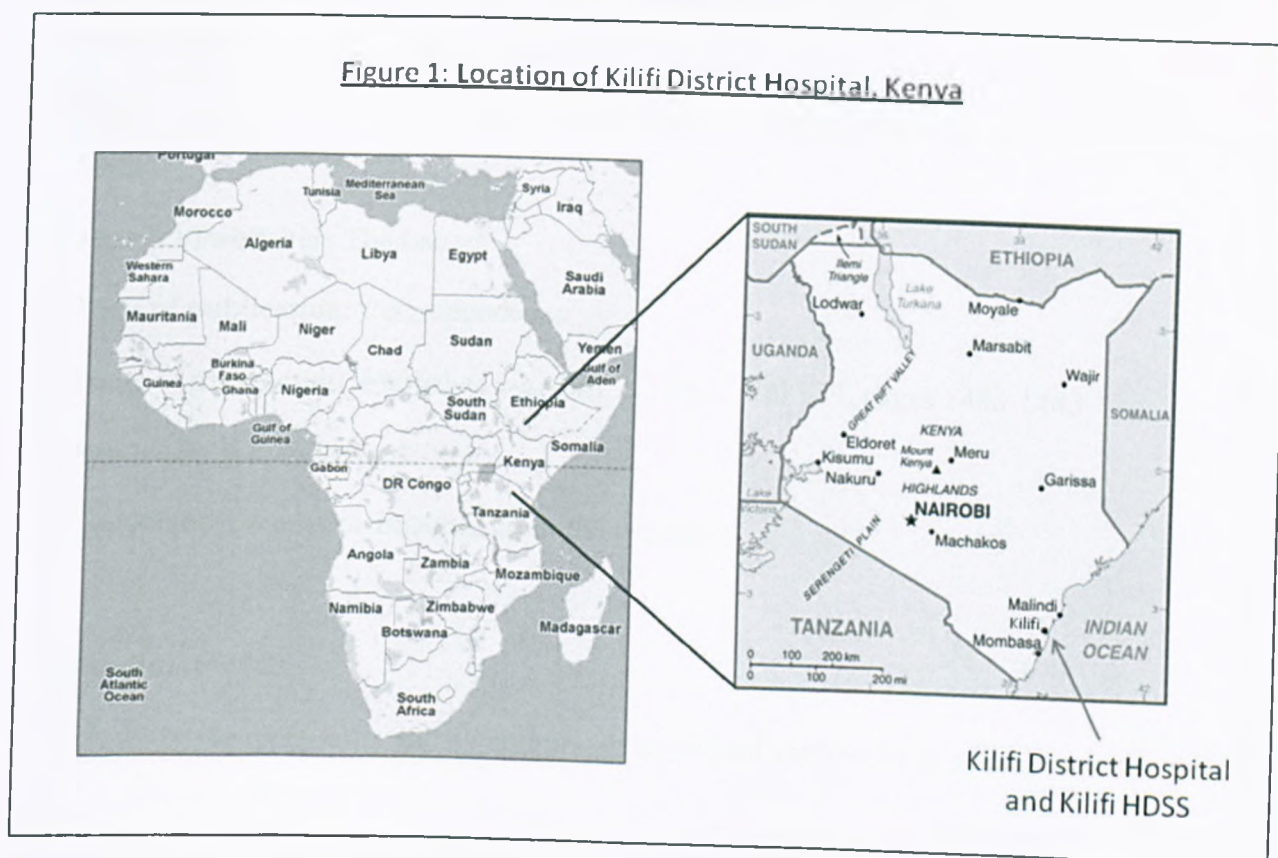 Figure 1: Location of Kilifi District Hospital, Kenya
Portugal
Mediterranean
Sea
Tunisia
Syria
Iraq
Morocco
Algeria
Libya
Egypt
Western
Sahara
Saudi
Arabia
Mauritania
Mali
Niger
Chad
Sudan
Yemen
Gulf of
Aden
Burkina
Faso
Guinea
Ghana
Nigeria
South
Sudan
Ethiopia
Gulf of
Guinea
Somalia
Gabon
Kenya
DR Congo
Tanzania
Angola
Zambia
Mozambique
Namibia
Zimbabwe
Botswana
Madagascar
South
Atlantic
Ocean
South
Africa
SOUTH
SUDAN
Ilemi
Triangle
ETHIOPIA
Lake
Turkana
Lodwar
Moyale
Marsabit
UGANDA
GREAT RIFT VALLEY
Wajir
SOMALIA
KENYA
Eldoret
Mount
Kenya
Meru
Kisumu
Nakuru
HIGHLANDS
Garissa
Lake
Victoria
NAIROBI
Machakos
SERENGETI PLAIN
Malindi
Kilifi
Mombasa
TANZANIA
INDIAN
OCEAN
0 100 200 km
0 100 200 mi
Kilifi District Hospital
and Kilifi HDSS